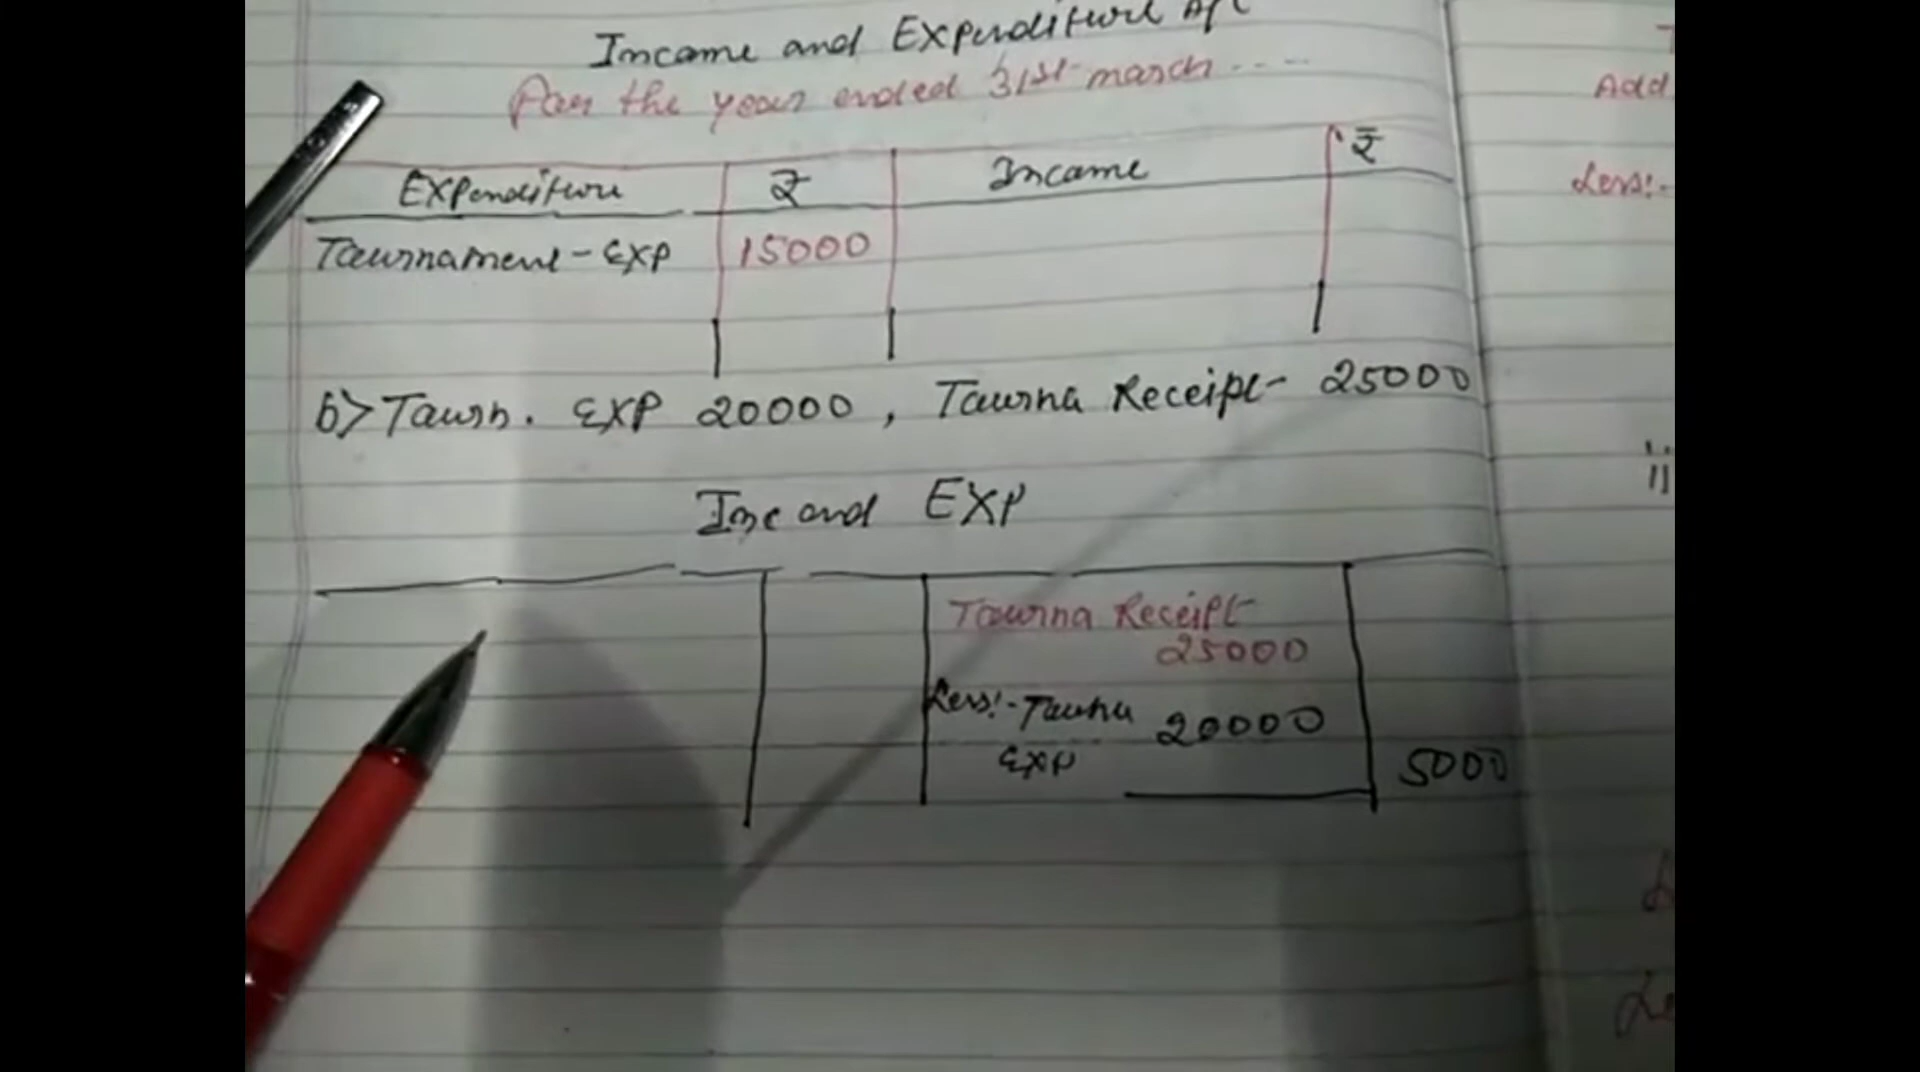 Income and Expenditure A/c
For the year ended 31st march ....
Expenditure ₹ Income ₹
Tournament - Exp 15000
b> Tourn. EXP 20000, Tourna Receipt - 25000
Inc and EXP
Tourna Receipt
25000
Less:- Tourna 20000
Exp 5000
Add
Less:-
ii